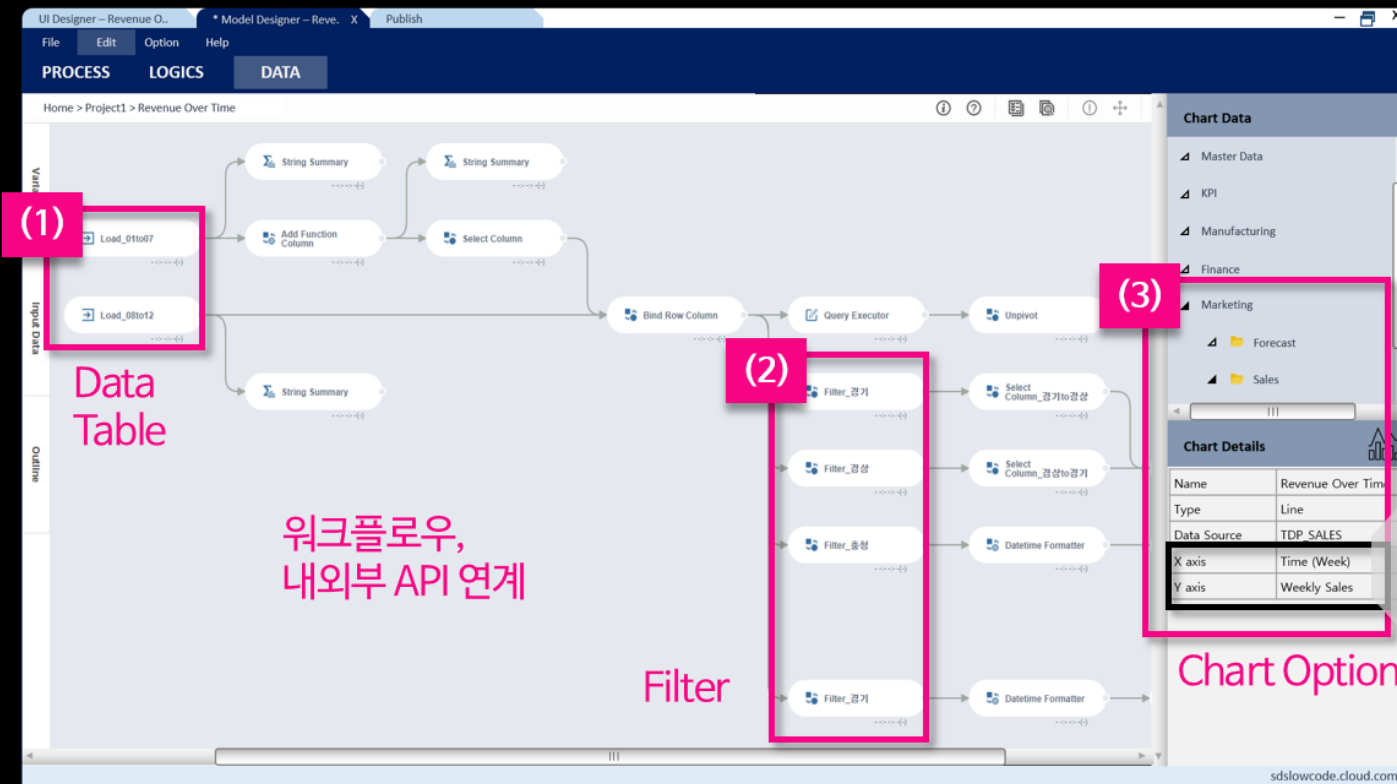 UI Designer – Revenue O..
* Model Designer – Reve. X
Publish
File Edit Option Help
PROCESS LOGICS DATA
Home > Project1 > Revenue Over Time
(1)
Load_01to07
Load_08to12
Data
Table
Input Data
Outline
String Summary
String Summary
Add Function
Column
Select Column
Bind Row Column
Query Executor
Unpivot
String Summary
(2)
Filter_경기
Select
Column_경기to경상
Filter_경상
Select
Column_경상to경기
Filter_충청
Datetime Formatter
Filter_경기
Datetime Formatter
워크플로우,
내외부 API 연계
Filter
Chart Data
Master Data
KPI
Manufacturing
Finance
(3)
Marketing
Forecast
Sales
Chart Details
Name Revenue Over Time
Type Line
Data Source TDP_SALES
X axis Time (Week)
Y axis Weekly Sales
Chart Option
sdslowcode.cloud.com